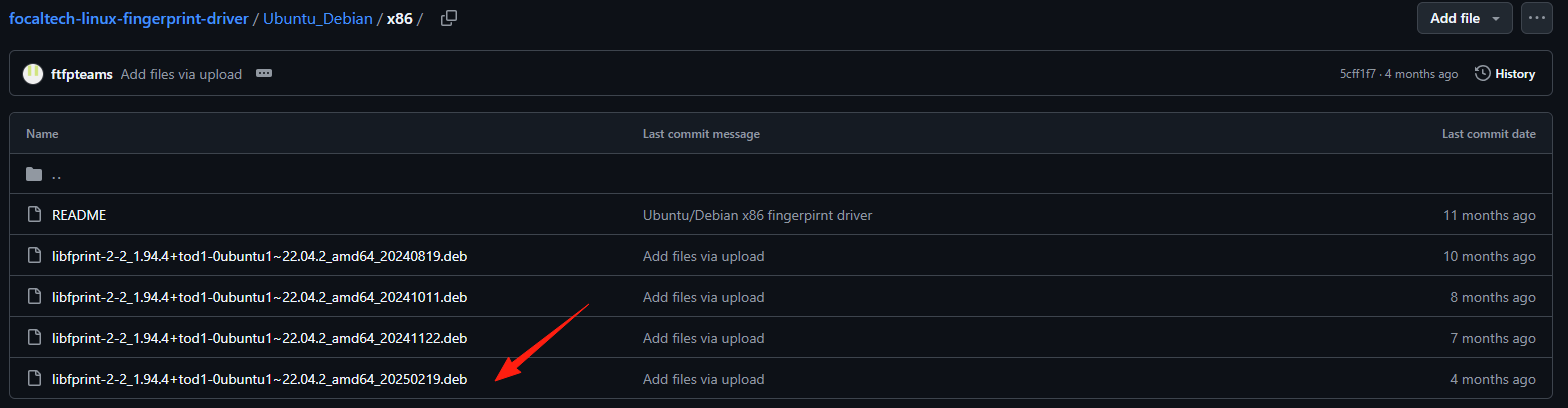 focaltech-linux-fingerprint-driver / Ubuntu_Debian / x86 /
Add file
ftfpteams Add files via upload
5cff1f7 · 4 months ago
History
Name Last commit message Last commit date
..
README Ubuntu/Debian x86 fingerpirnt driver 11 months ago
libfprint-2-2_1.94.4+tod1-0ubuntu1~22.04.2_amd64_20240819.deb Add files via upload 10 months ago
libfprint-2-2_1.94.4+tod1-0ubuntu1~22.04.2_amd64_20241011.deb Add files via upload 8 months ago
libfprint-2-2_1.94.4+tod1-0ubuntu1~22.04.2_amd64_20241122.deb Add files via upload 7 months ago
libfprint-2-2_1.94.4+tod1-0ubuntu1~22.04.2_amd64_20250219.deb Add files via upload 4 months ago